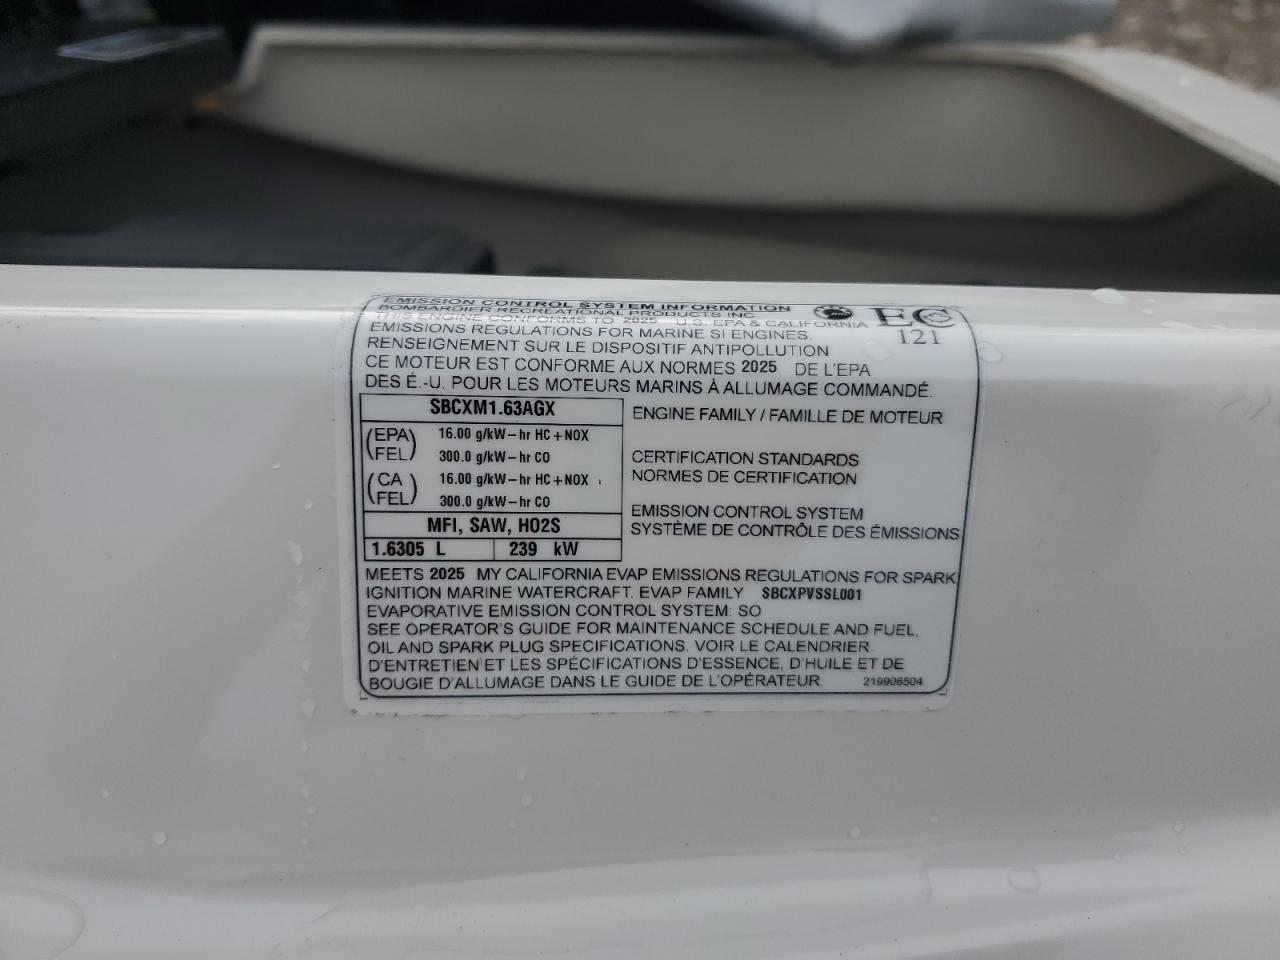 EMISSION CONTROL SYSTEM INFORMATION
BOMBARDIER RECREATIONAL PRODUCTS INC.
THIS ENGINE CONFORMS TO 2025 U.S. EPA & CALIFORNIA
EC
121
EMISSIONS REGULATIONS FOR MARINE SI ENGINES.
RENSEIGNEMENT SUR LE DISPOSITIF ANTIPOLLUTION
CE MOTEUR EST CONFORME AUX NORMES 2025 DE L'EPA
DES É.-U. POUR LES MOTEURS MARINS À ALLUMAGE COMMANDÉ.
SBCXM1.63AGX ENGINE FAMILY / FAMILLE DE MOTEUR
(EPA FEL) 16.00 g/kW-hr HC+NOX
300.0 g/kW-hr CO CERTIFICATION STANDARDS
(CA FEL) 16.00 g/kW-hr HC+NOX NORMES DE CERTIFICATION
300.0 g/kW-hr CO
EMISSION CONTROL SYSTEM
MFI, SAW, HO2S SYSTÈME DE CONTRÔLE DES ÉMISSIONS
1.6305 L 239 kW
MEETS 2025 MY CALIFORNIA EVAP EMISSIONS REGULATIONS FOR SPARK
IGNITION MARINE WATERCRAFT. EVAP FAMILY SBCXPVSSL001
EVAPORATIVE EMISSION CONTROL SYSTEM: SO
SEE OPERATOR'S GUIDE FOR MAINTENANCE SCHEDULE AND FUEL,
OIL AND SPARK PLUG SPECIFICATIONS. VOIR LE CALENDRIER
D'ENTRETIEN ET LES SPÉCIFICATIONS D'ESSENCE, D'HUILE ET DE
BOUGIE D'ALLUMAGE DANS LE GUIDE DE L'OPÉRATEUR. 219906504